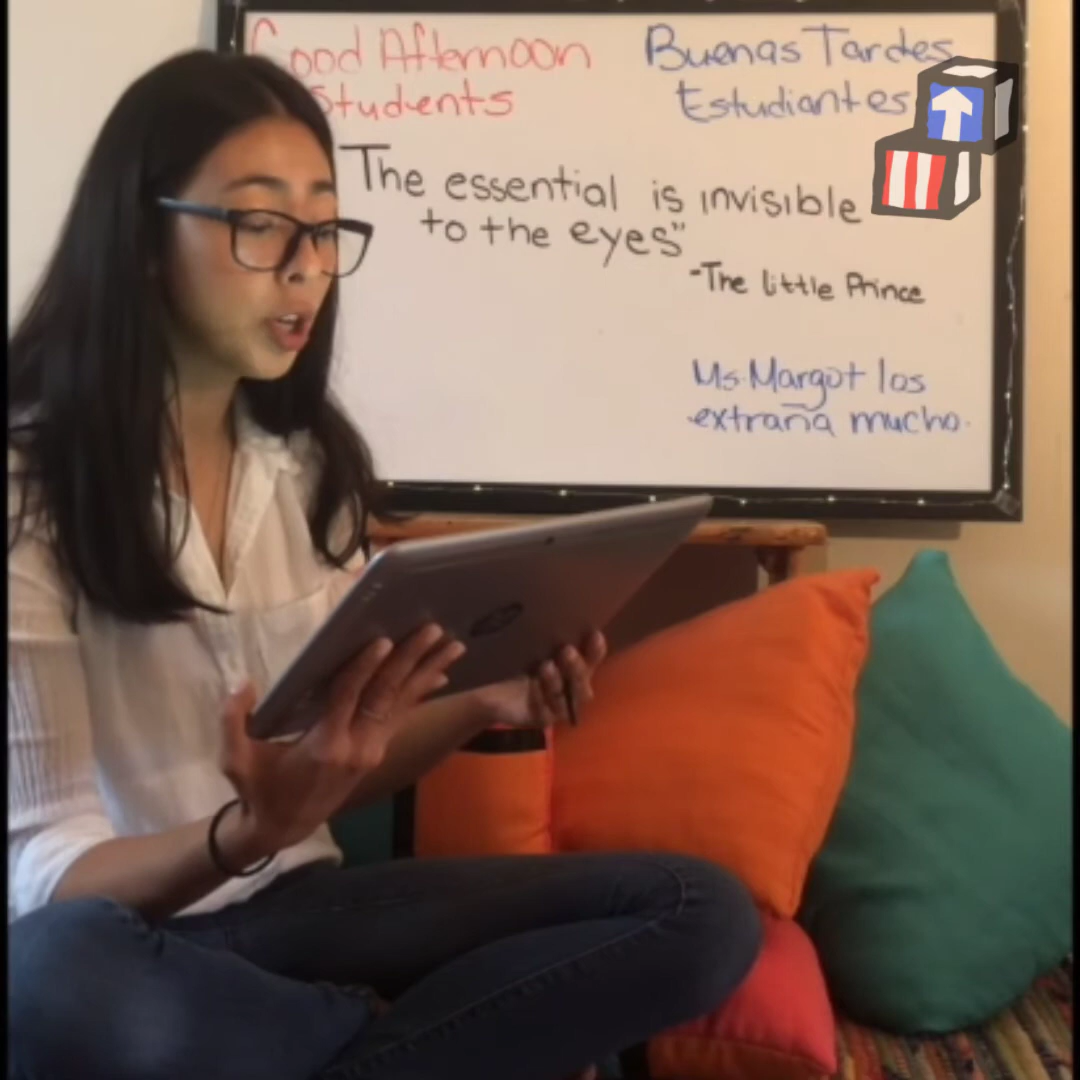 Good Afternoon
Students
Buenas Tardes
Estudiantes
The essential is invisible
to the eyes"
-The little Prince
Ms. Margot los
extraña mucho.